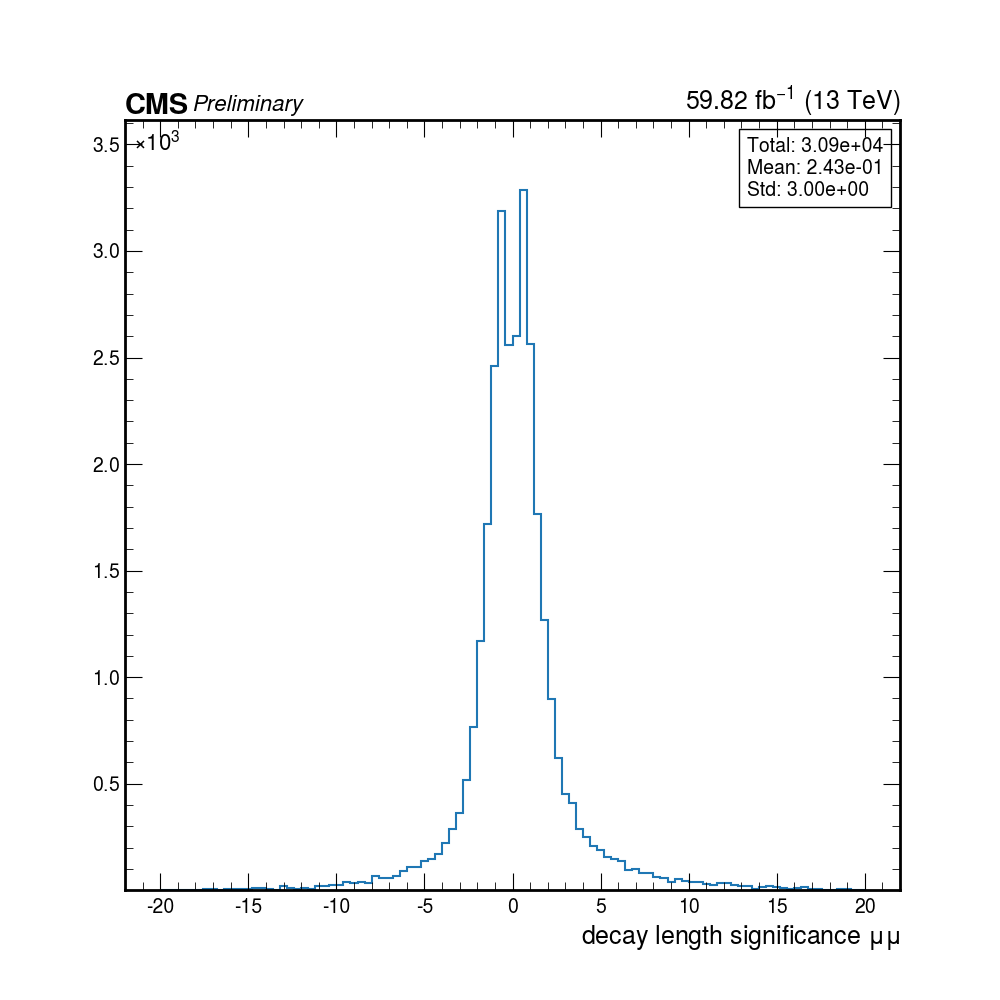 CMS Preliminary
59.82 fb⁻¹ (13 TeV)
×10³
Total: 3.09e+04
Mean: 2.43e-01
Std: 3.00e+00
3.5
3.0
2.5
2.0
1.5
1.0
0.5
-20 -15 -10 -5 0 5 10 15 20
decay length significance μμ